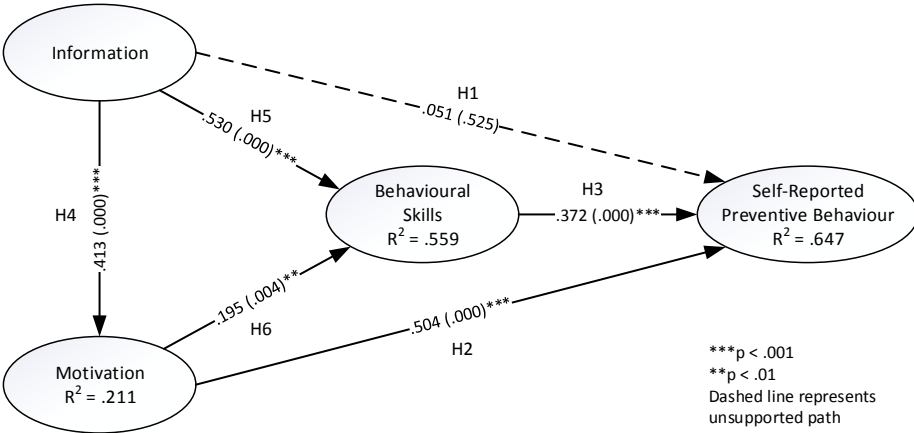 Information
H1
.051 (.525)
H5
.530 (.000)***
H4
.413 (.000)***
Behavioural
Skills
R² = .559
H3
.372 (.000)***
Self-Reported
Preventive Behaviour
R² = .647
.195 (.004)**
H6
.504 (.000)***
H2
Motivation
R² = .211
***p < .001
**p < .01
Dashed line represents
unsupported path